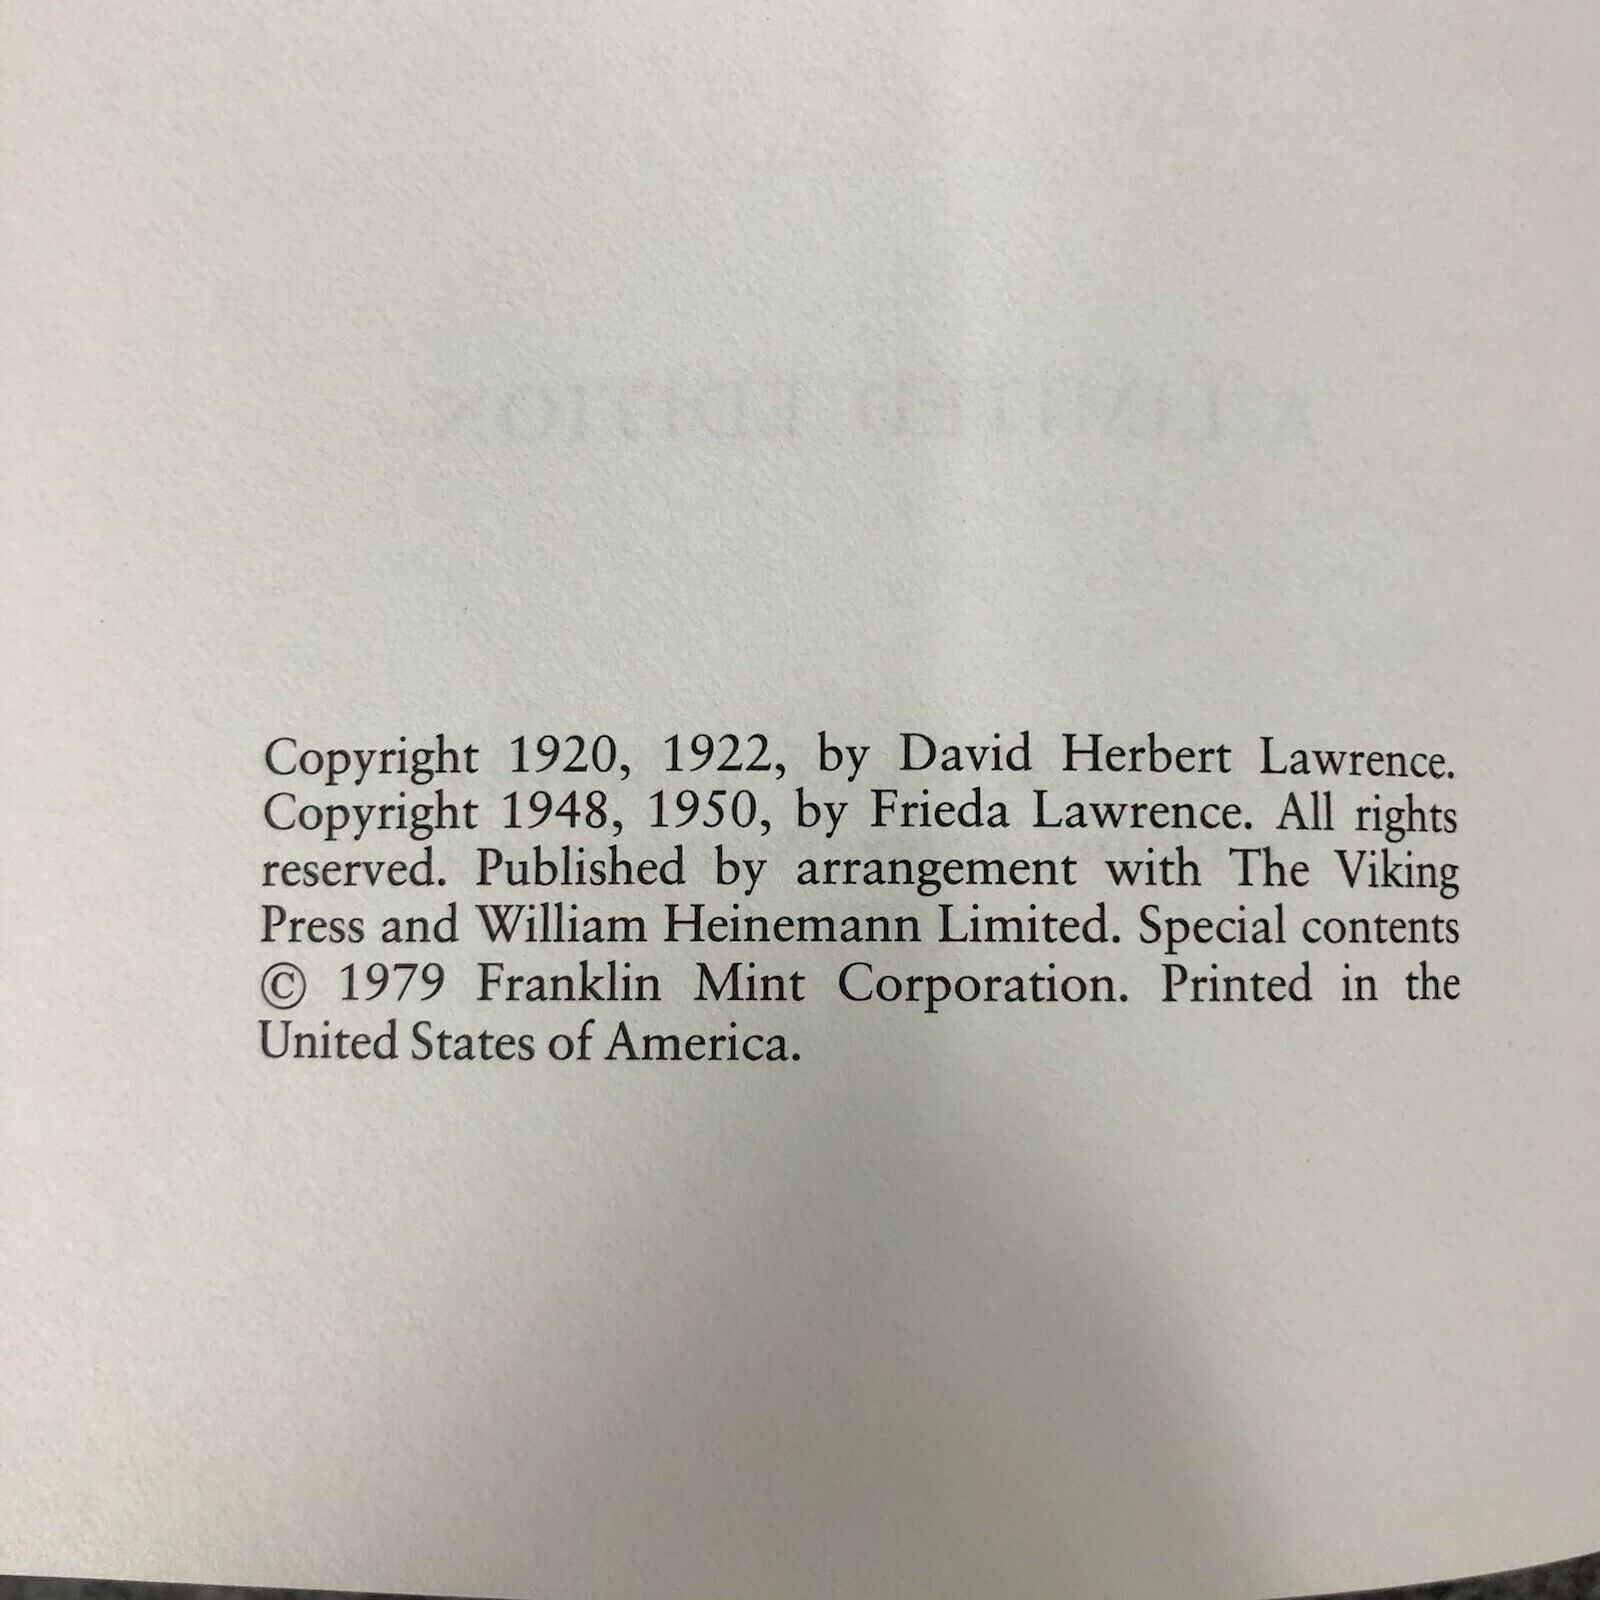 A LIMITED EDITION
Copyright 1920, 1922, by David Herbert Lawrence.
Copyright 1948, 1950, by Frieda Lawrence. All rights
reserved. Published by arrangement with The Viking
Press and William Heinemann Limited. Special contents
© 1979 Franklin Mint Corporation. Printed in the
United States of America.